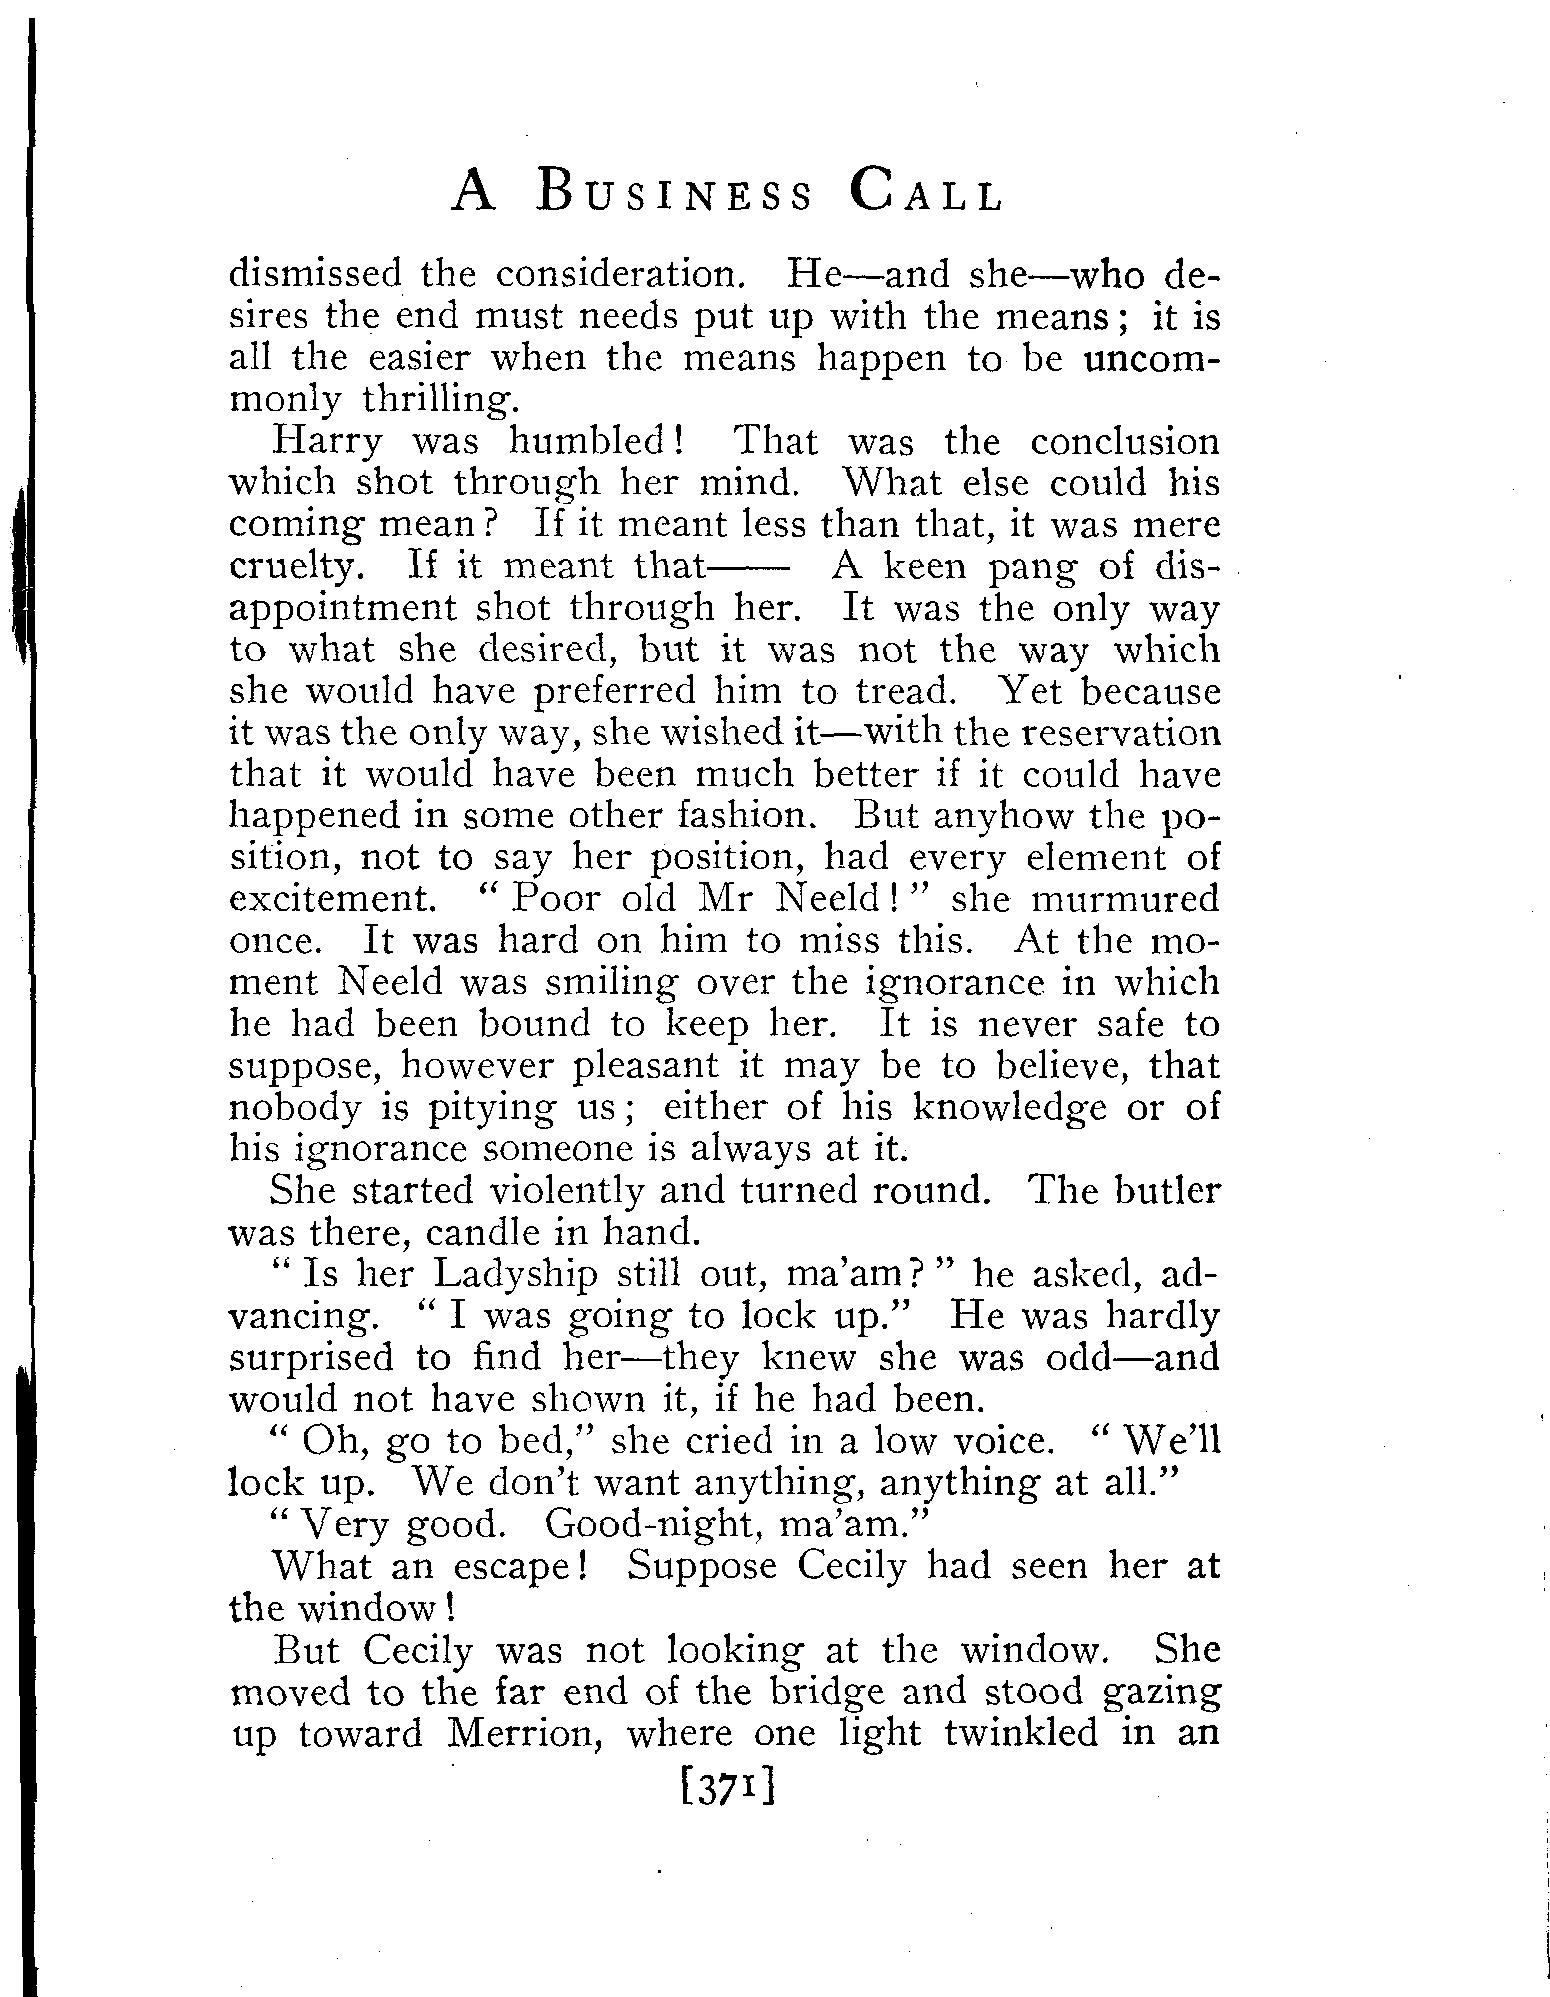 A BUSINESS CALL
dismissed the consideration. He—and she—who de-
sires the end must needs put up with the means; it is
all the easier when the means happen to be uncom-
monly thrilling.
Harry was humbled! That was the conclusion
which shot through her mind. What else could his
coming mean? If it meant less than that, it was mere
cruelty. If it meant that—— A keen pang of dis-
appointment shot through her. It was the only way
to what she desired, but it was not the way which
she would have preferred him to tread. Yet because
it was the only way, she wished it—with the reservation
that it would have been much better if it could have
happened in some other fashion. But anyhow the po-
sition, not to say her position, had every element of
excitement. “Poor old Mr Neeld!” she murmured
once. It was hard on him to miss this. At the mo-
ment Neeld was smiling over the ignorance in which
he had been bound to keep her. It is never safe to
suppose, however pleasant it may be to believe, that
nobody is pitying us; either of his knowledge or of
his ignorance someone is always at it.
She started violently and turned round. The butler
was there, candle in hand.
“Is her Ladyship still out, ma'am?” he asked, ad-
vancing. “I was going to lock up.” He was hardly
surprised to find her—they knew she was odd—and
would not have shown it, if he had been.
“Oh, go to bed,” she cried in a low voice. “We'll
lock up. We don't want anything, anything at all.”
“Very good. Good-night, ma'am.”
What an escape! Suppose Cecily had seen her at
the window!
But Cecily was not looking at the window. She
moved to the far end of the bridge and stood gazing
up toward Merrion, where one light twinkled in an
[371]